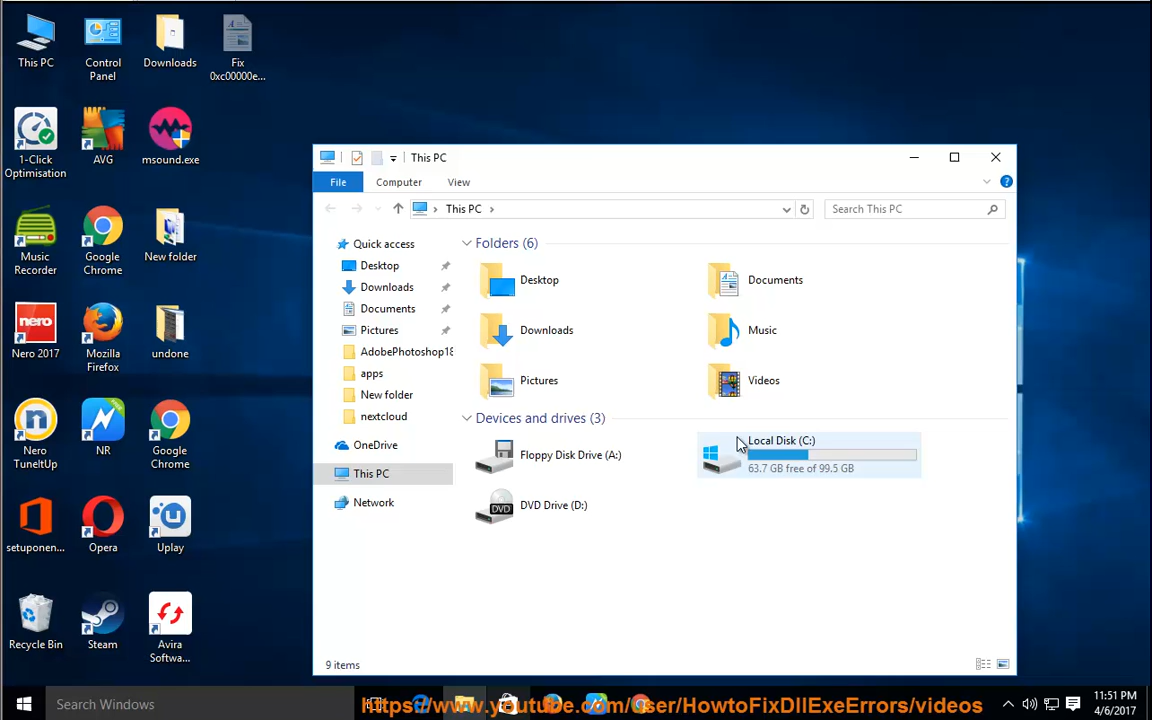 This PC
Control
Panel
Downloads
Fix
0xc00000e...
1-Click
Optimisation
AVG
msound.exe
Music
Recorder
Google
Chrome
New folder
nero
Nero 2017
Mozilla
Firefox
undone
Nero
TuneItUp
NR
Google
Chrome
setuponen...
Opera
Uplay
Recycle Bin
Steam
Avira
Softwa...
This PC
File
Computer
View
This PC
Search This PC
Quick access
Desktop
Downloads
Documents
Pictures
AdobePhotoshop18
apps
New folder
nextcloud
OneDrive
This PC
Network
Folders (6)
Desktop
Documents
Downloads
Music
Pictures
Videos
Devices and drives (3)
Floppy Disk Drive (A:)
Local Disk (C:)
63.7 GB free of 99.5 GB
DVD
DVD Drive (D:)
9 items
Search Windows
Https://www.youtube.com/User/HowtoFixDllExeErrors/videos
11:51 PM
4/6/2017